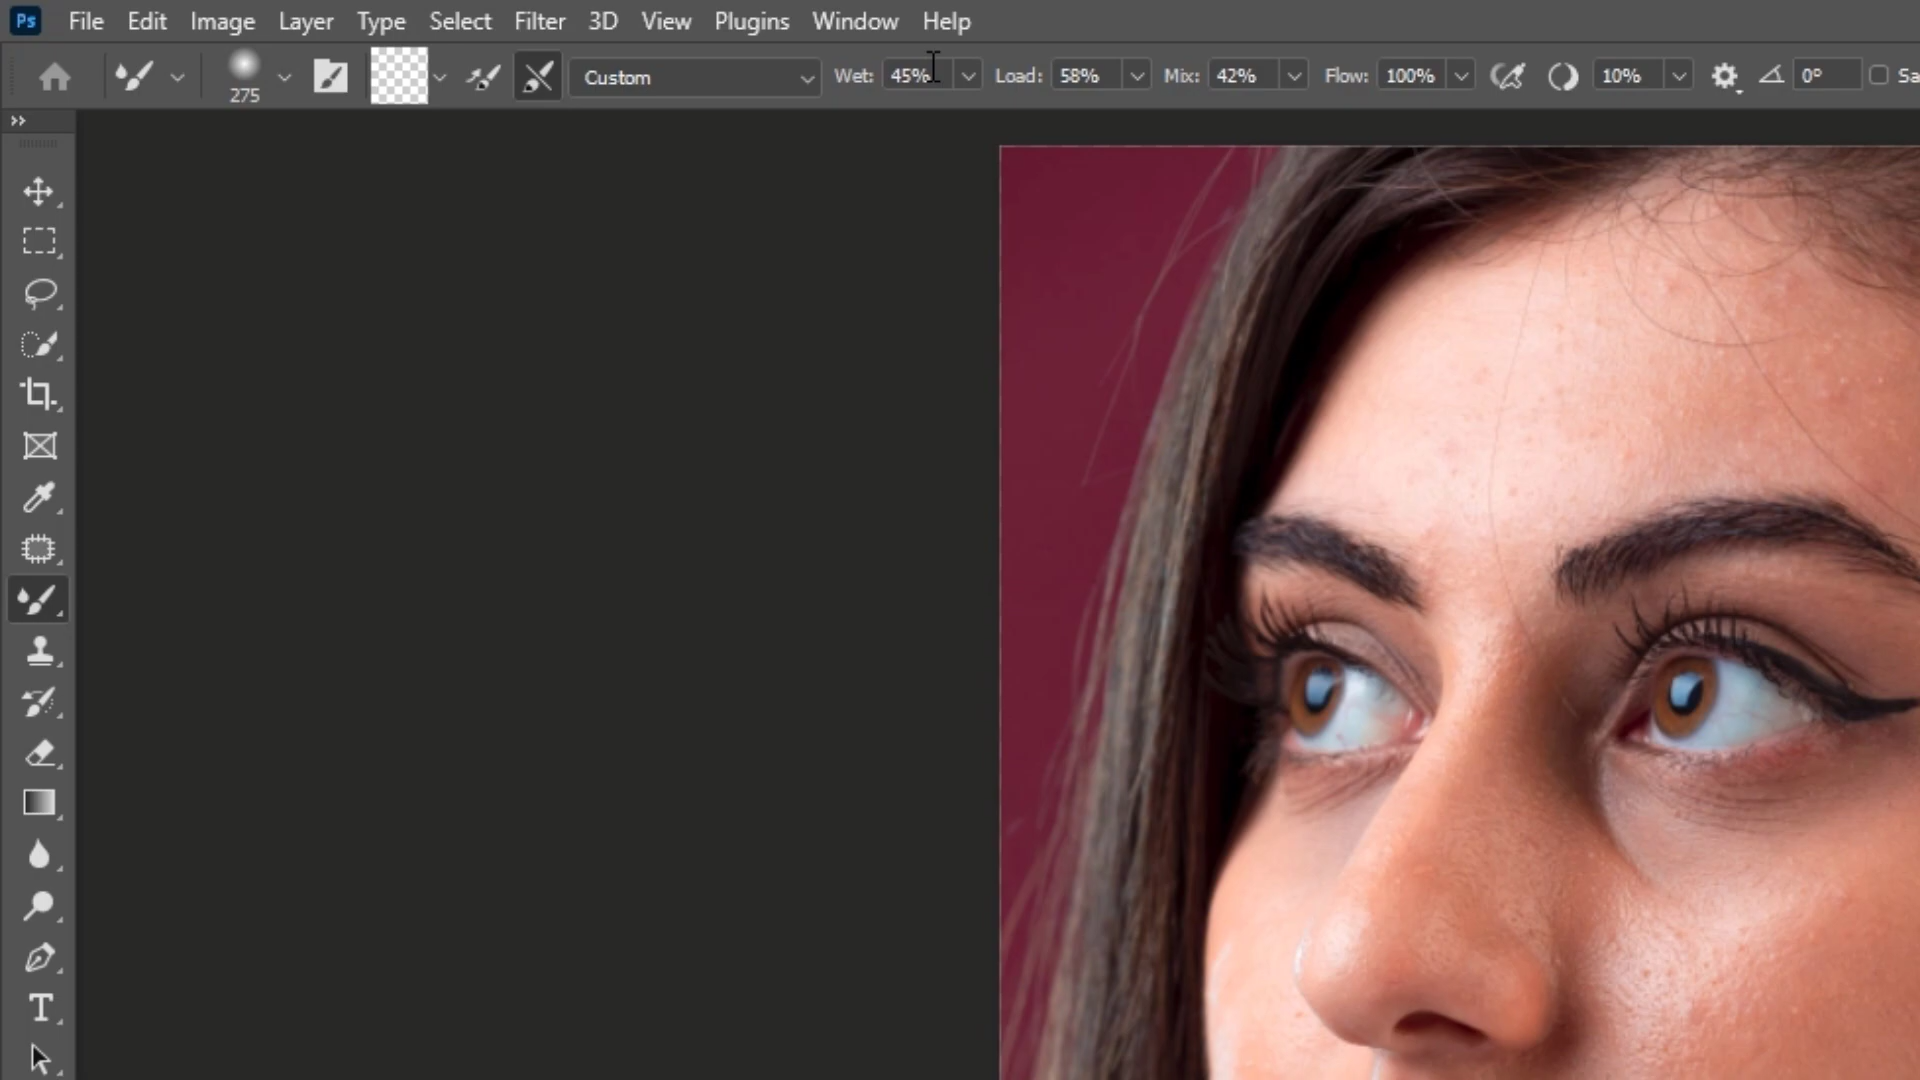 Ps File Edit Image Layer Type Select Filter 3D View Plugins Window Help
275 Custom Wet: 45% Load: 58% Mix: 42% Flow: 100% 10% 0° Sa
T